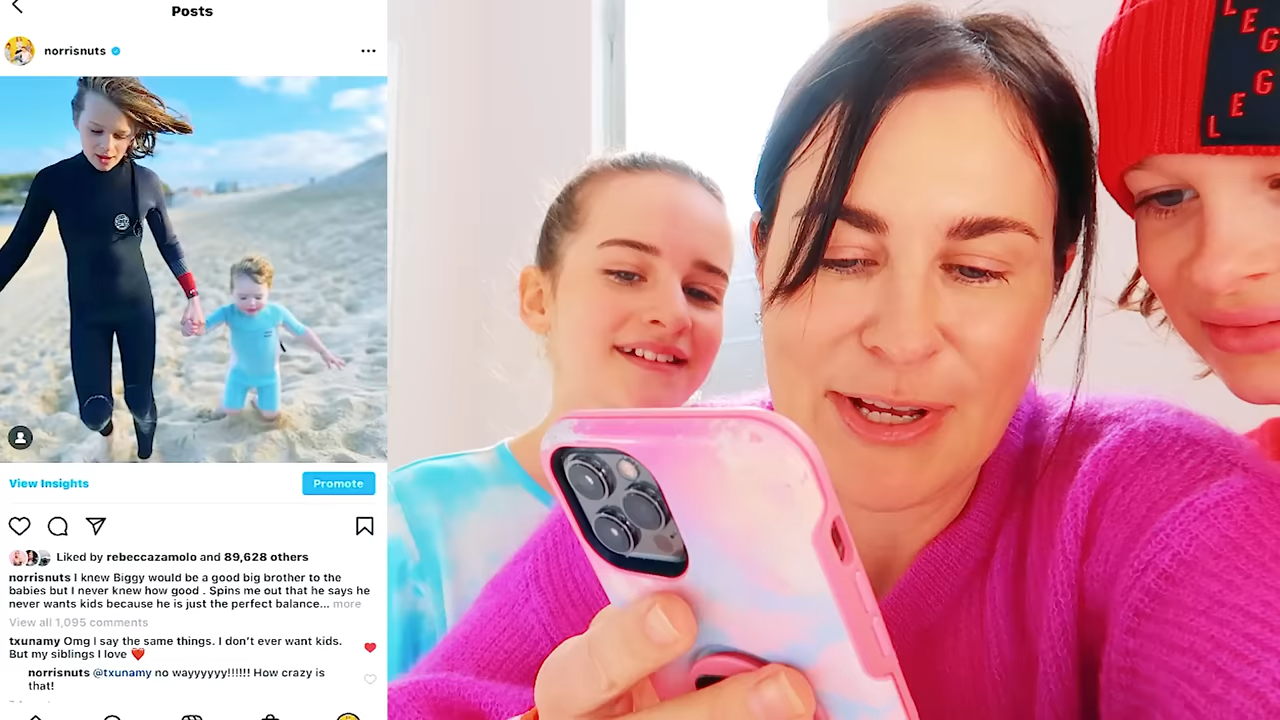 Posts
norrisnuts
View Insights
Promote
Liked by rebeccazamolo and 89,628 others
norrisnuts I knew Biggy would be a good big brother to the
babies but I never knew how good . Spins me out that he says he
never wants kids because he is just the perfect balance... more
View all 1,095 comments
txunamy Omg I say the same things. I don't ever want kids.
But my siblings I love ❤️
norrisnuts @txunamy no wayyyyyy!!!!!! How crazy is
that!
LEGG
LEG